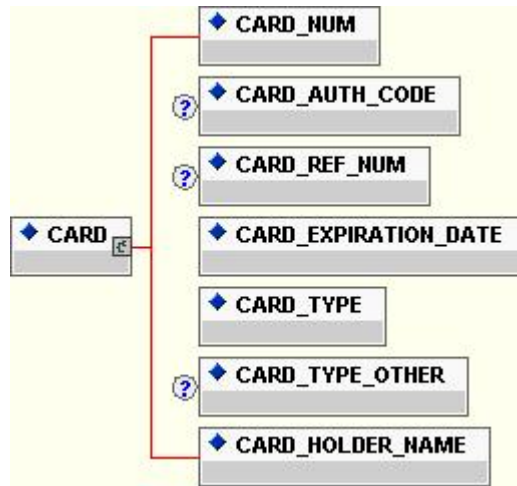 CARD_NUM
? CARD_AUTH_CODE
? CARD_REF_NUM
CARD
CARD_EXPIRATION_DATE
CARD_TYPE
? CARD_TYPE_OTHER
CARD_HOLDER_NAME